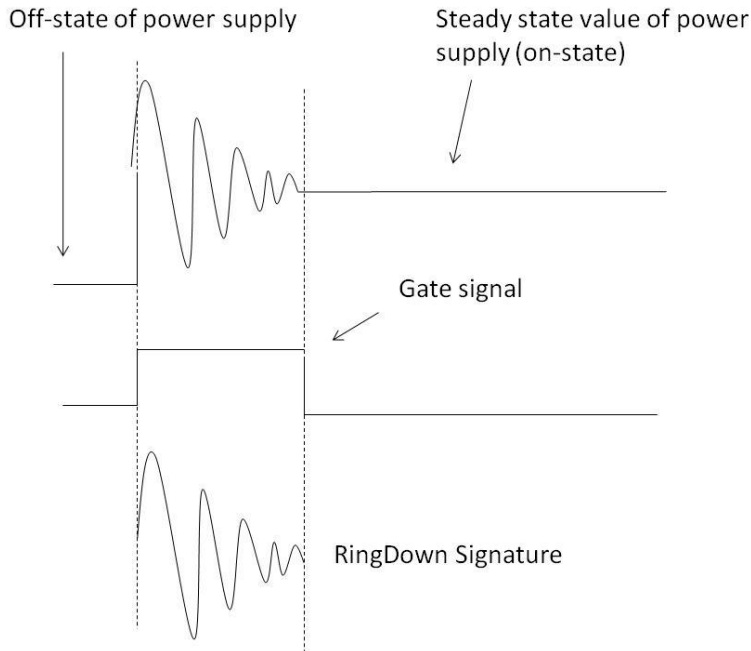 Off-state of power supply
Steady state value of power
supply (on-state)
Gate signal
RingDown Signature